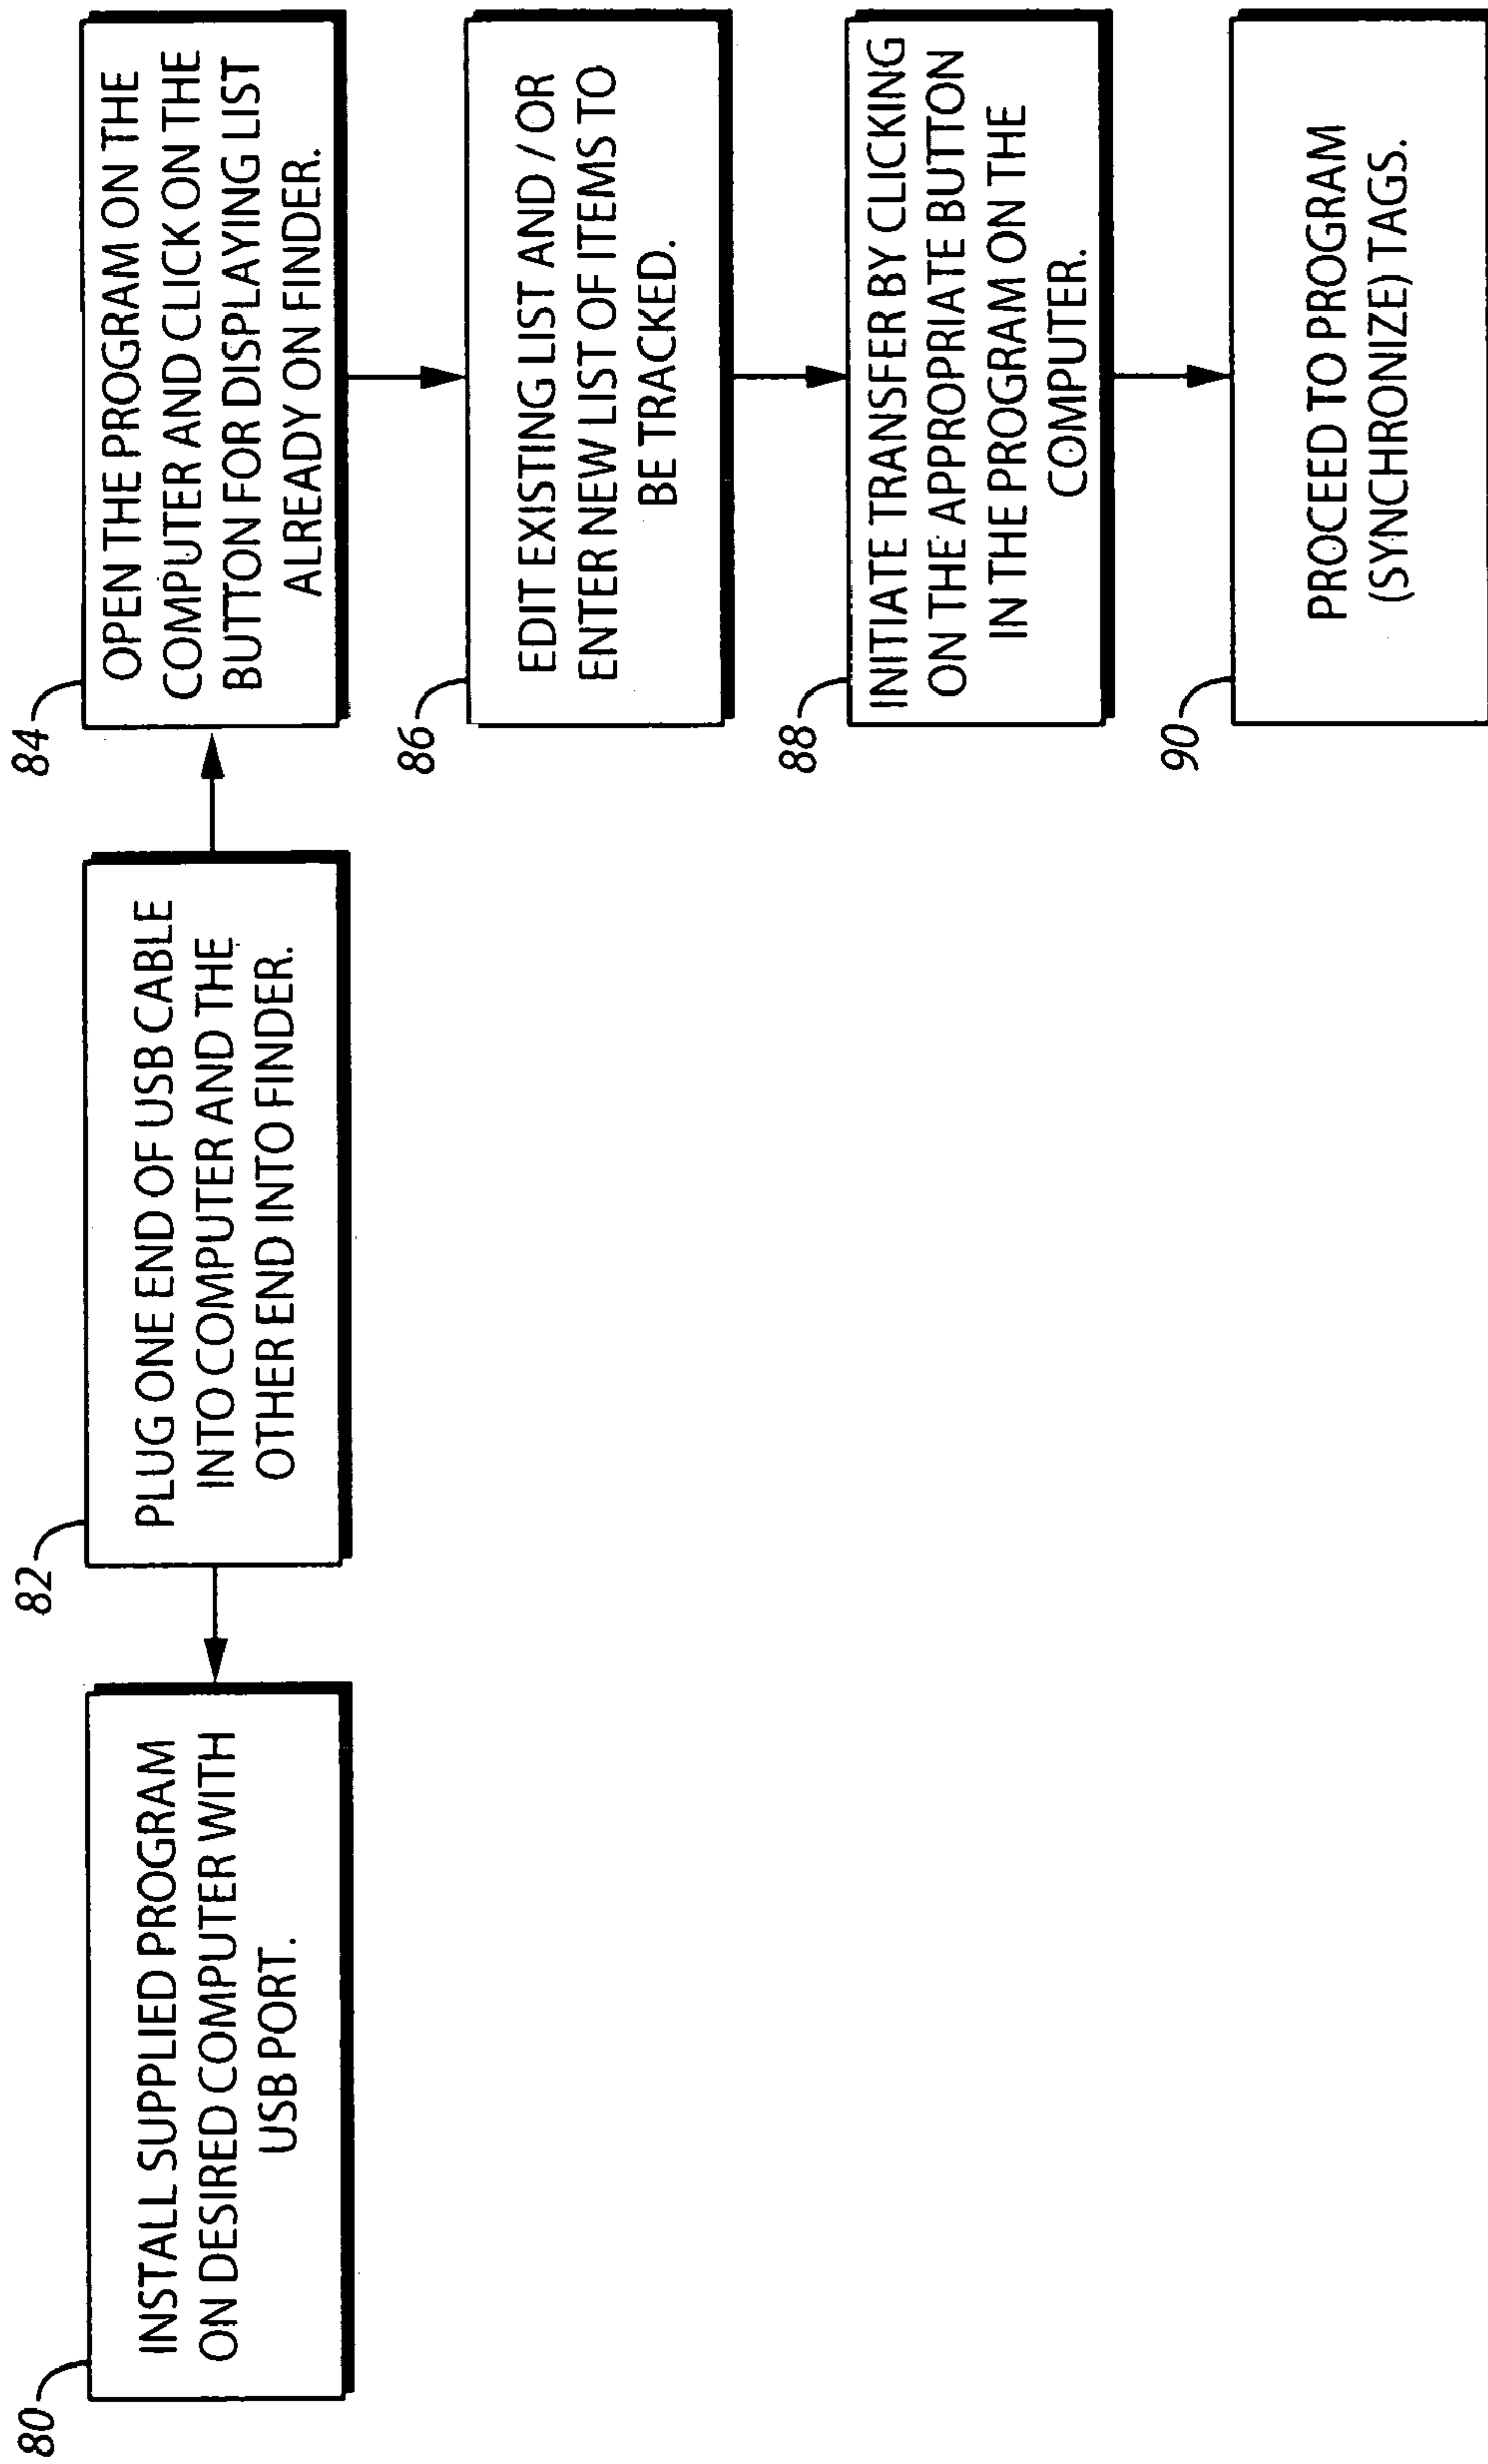 80
INSTALL SUPPLIED PROGRAM
ON DESIRED COMPUTER WITH
USB PORT.
82
PLUG ONE END OF USB CABLE
INTO COMPUTER AND THE
OTHER END INTO FINDER.
84
OPEN THE PROGRAM ON THE
COMPUTER AND CLICK ON THE
BUTTON FOR DISPLAYING LIST
ALREADY ON FINDER.
86
EDIT EXISTING LIST AND / OR
ENTER NEW LIST OF ITEMS TO
BE TRACKED.
88
INITIATE TRANSFER BY CLICKING
ON THE APPROPRIATE BUTTON
IN THE PROGRAM ON THE
COMPUTER.
90
PROCEED TO PROGRAM
(SYNCHRONIZE) TAGS.